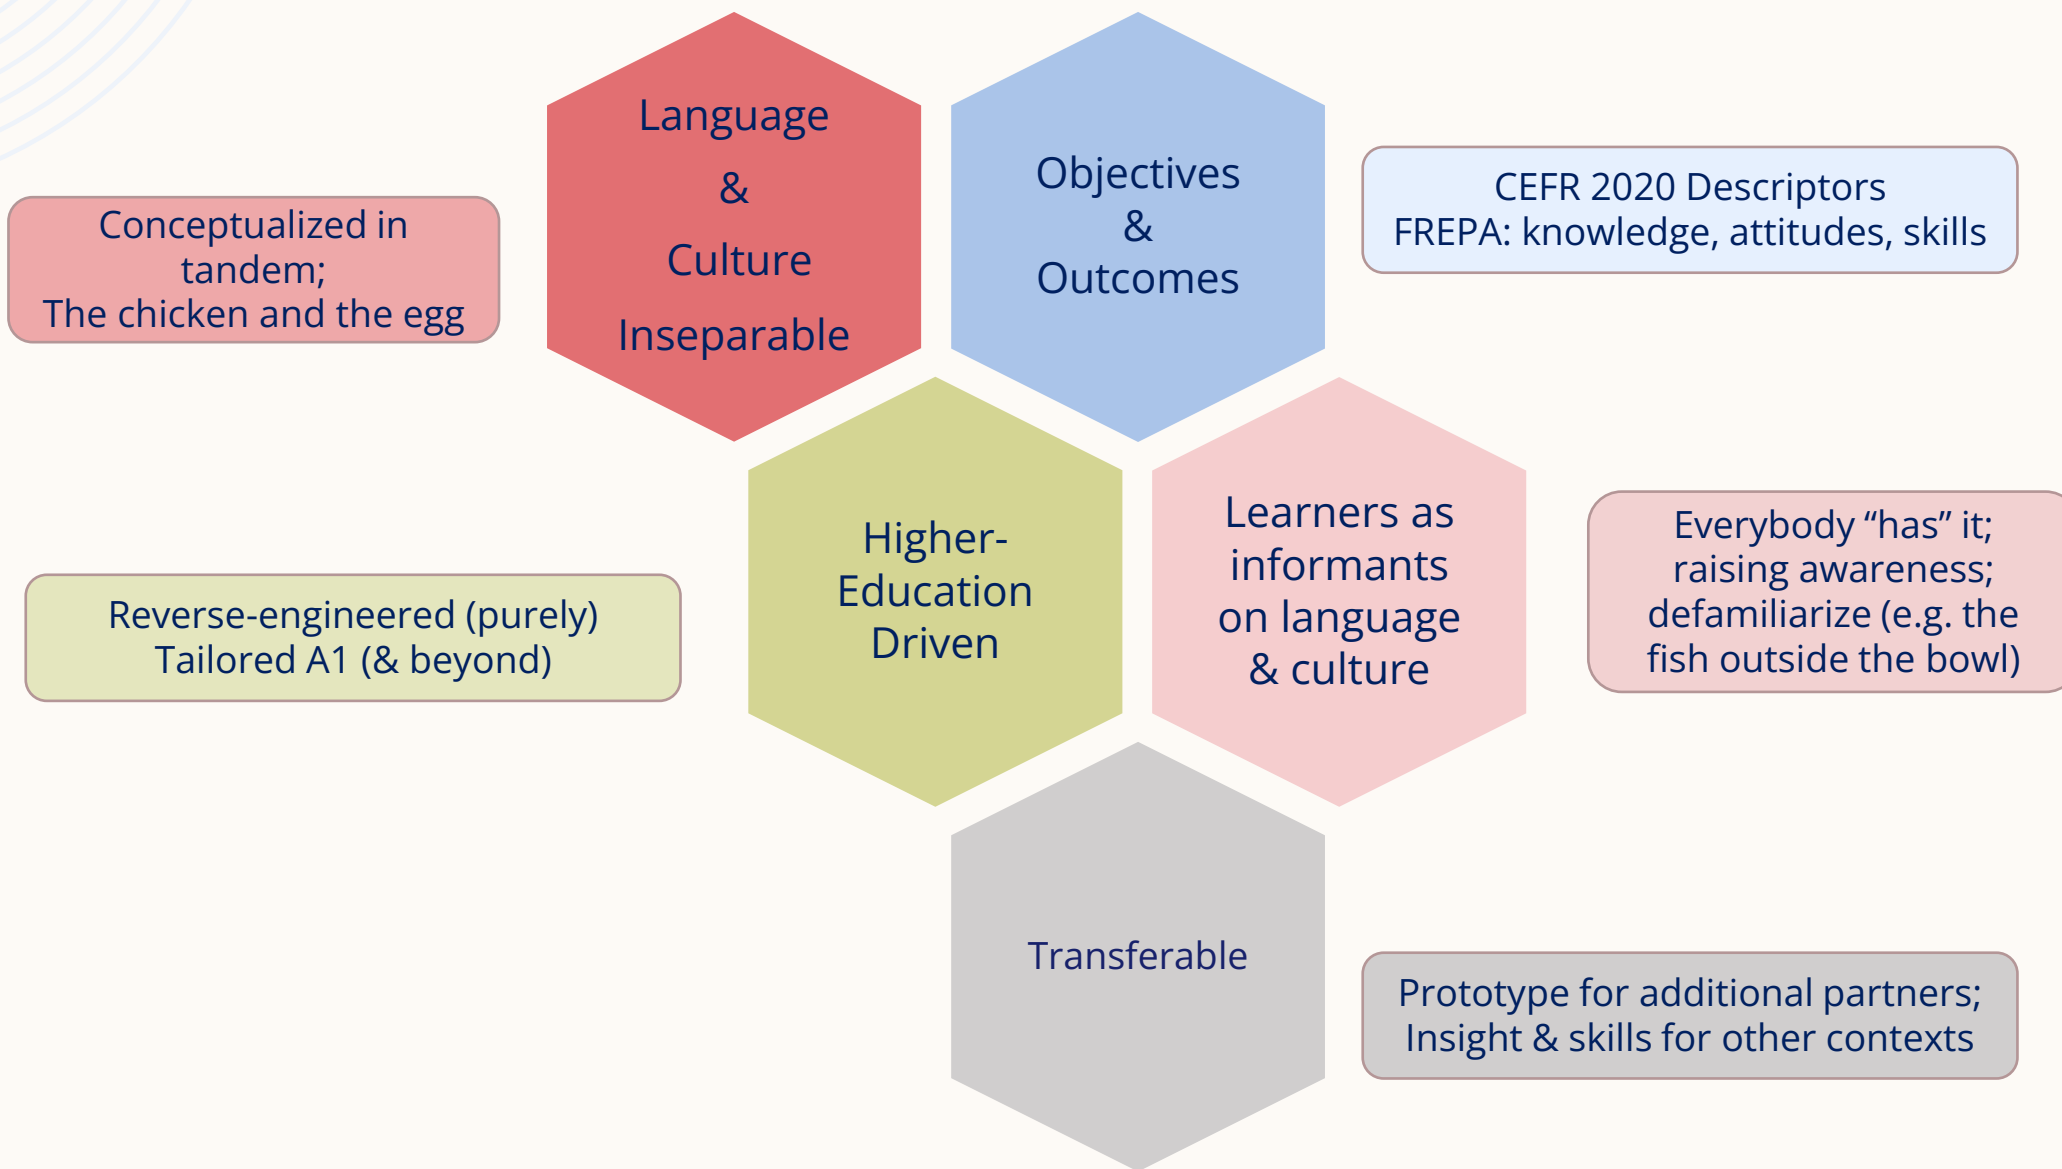 Language
&
Culture
Inseparable
Conceptualized in
tandem;
The chicken and the egg
Objectives
&
Outcomes
CEFR 2020 Descriptors
FREPA: knowledge, attitudes, skills
Higher-
Education
Driven
Reverse-engineered (purely)
Tailored A1 (& beyond)
Learners as
informants
on language
& culture
Everybody “has” it;
raising awareness;
defamiliarize (e.g. the
fish outside the bowl)
Transferable
Prototype for additional partners;
Insight & skills for other contexts